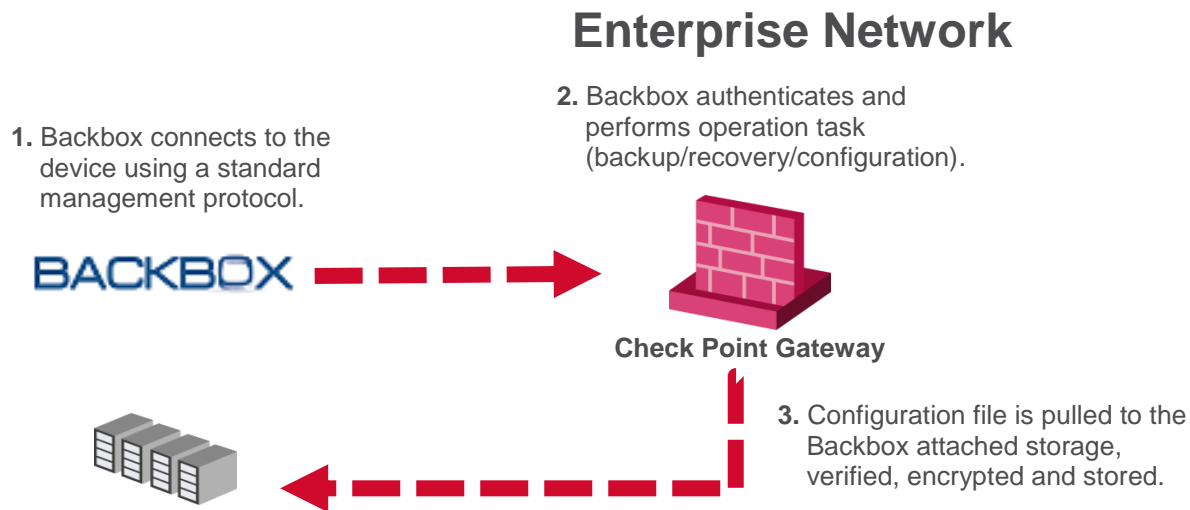 Enterprise Network
1. Backbox connects to the
device using a standard
management protocol.
2. Backbox authenticates and
performs operation task
(backup/recovery/configuration).
BACKBOX
Check Point Gateway
3. Configuration file is pulled to the
Backbox attached storage,
verified, encrypted and stored.